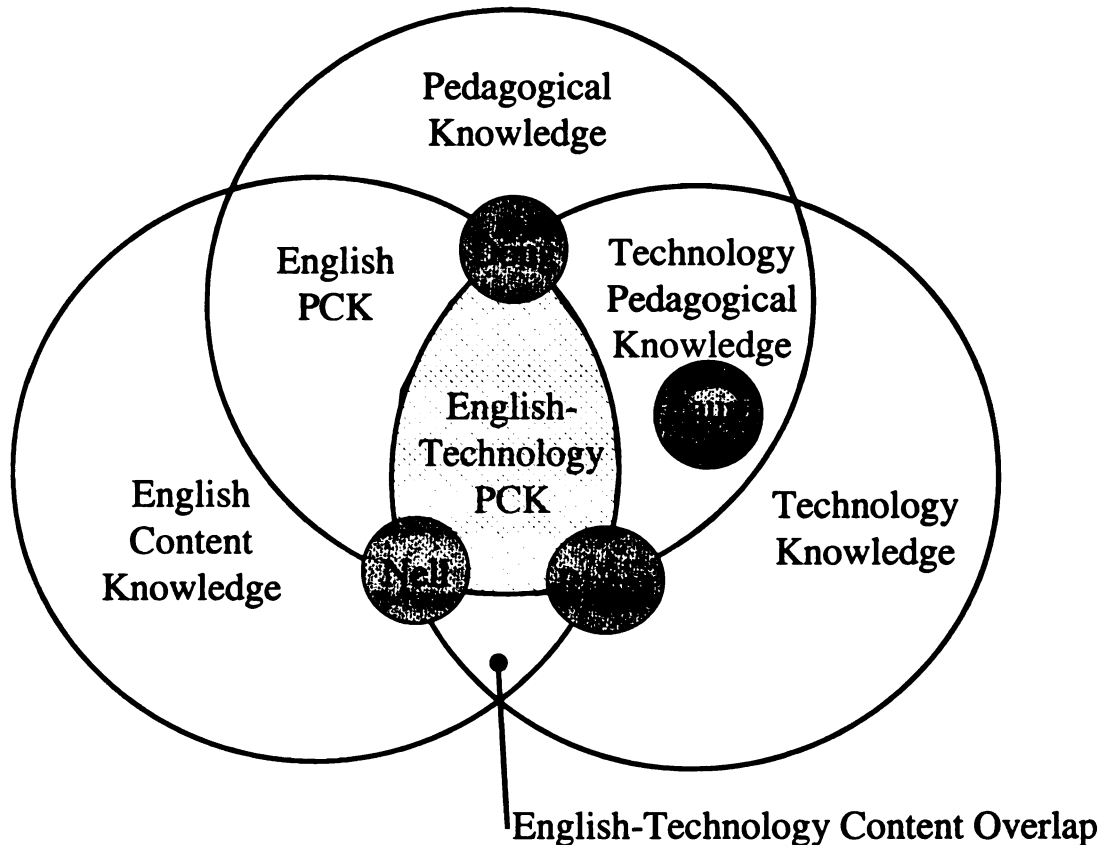 Pedagogical
Knowledge
English
PCK
Technology
Pedagogical
Knowledge
English-
Technology
PCK
English
Content
Knowledge
Technology
Knowledge
Nell
English-Technology Content Overlap